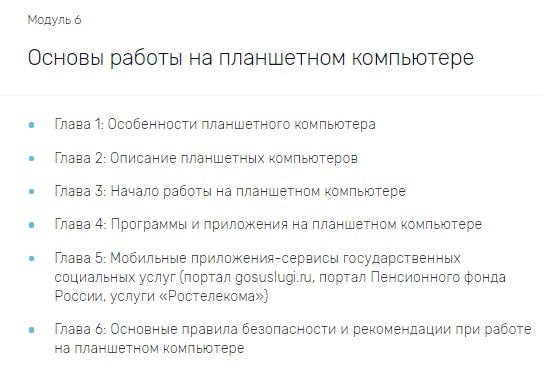 Модуль 6
Основы работы на планшетном компьютере
Глава 1: Особенности планшетного компьютера
Глава 2: Описание планшетных компьютеров
Глава 3: Начало работы на планшетном компьютере
Глава 4: Программы и приложения на планшетном компьютере
Глава 5: Мобильные приложения-сервисы государственных
социальных услуг (портал gosuslugi.ru, портал Пенсионного фонда
России, услуги «Ростелекома»)
Глава 6: Основные правила безопасности и рекомендации при работе
на планшетном компьютере